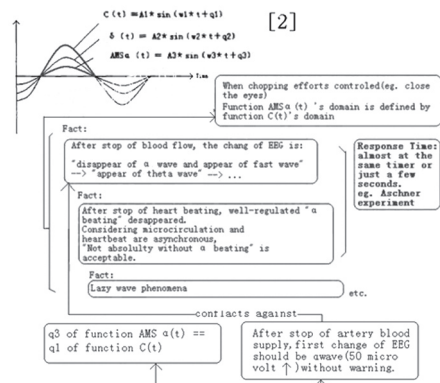 C(t)=A1* sin(w1*t+q1)
[2]
δ(t) = A2* sin(w2*t+q2)
AMSα (t) = A3* sin(w3*t+q3)
Time
When chopping efforts controled(eg. close
the eyes)
Function AMSα(t) 's domain is defined by
function C(t)'s domain
Fact:
After stop of blood flow, the chang of EEG is:
"disappear of α wave and appear of fast wave"
--> "appear of theta wave" --> ...
Response Time:
almost at the
same timer or
just a few
seconds.
eg. Aschner
experiment
Fact:
After stop of heart beating, well-regulated "α
beating" desappeared.
Considering microcirculation and
heartbeat are asynchronous,
"Not absolulty without α beating" is
acceptable.
Fact:
Lazy wave phenomena
etc.
conflacts against
q3 of function AMS α(t) ==
q1 of function C(t)
After stop of artery blood
supply, first change of EEG
should be αwave(50 micro
volt ↑)without warning.